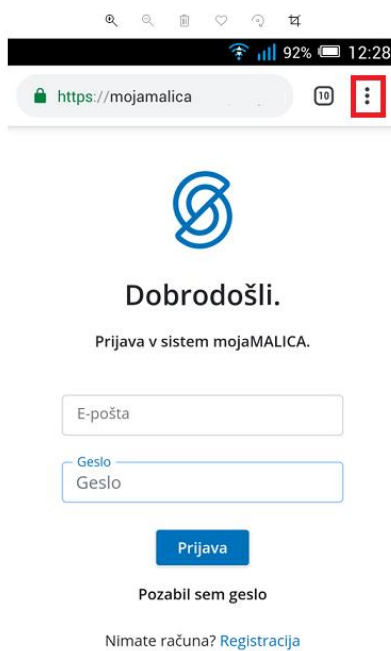 92% 12:28
https://mojamalica
10
Dobrodošli.
Prijava v sistem mojaMALICA.
E-pošta
Geslo
Geslo
Prijava
Pozabil sem geslo
Nimate računa? Registracija